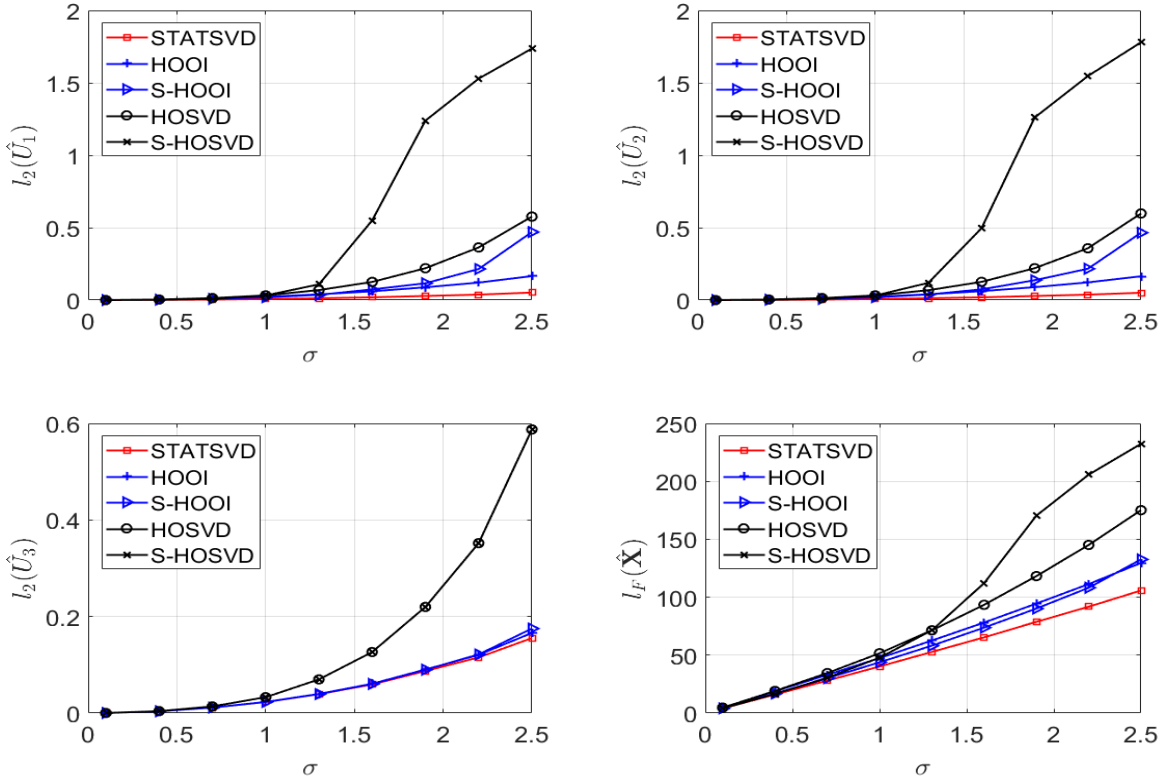 2
1.5
1
0.5
0
l₂(Û₁)
STATSVD
HOOI
S-HOOI
HOSVD
S-HOSVD
0 0.5 1 1.5 2 2.5
σ
2
1.5
1
0.5
0
l₂(Û₂)
STATSVD
HOOI
S-HOOI
HOSVD
S-HOSVD
0 0.5 1 1.5 2 2.5
σ
0.6
0.4
0.2
0
l₂(Û₃)
STATSVD
HOOI
S-HOOI
HOSVD
S-HOSVD
0 0.5 1 1.5 2 2.5
σ
250
200
150
100
50
0
l_F(X̂)
STATSVD
HOOI
S-HOOI
HOSVD
S-HOSVD
0 0.5 1 1.5 2 2.5
σ